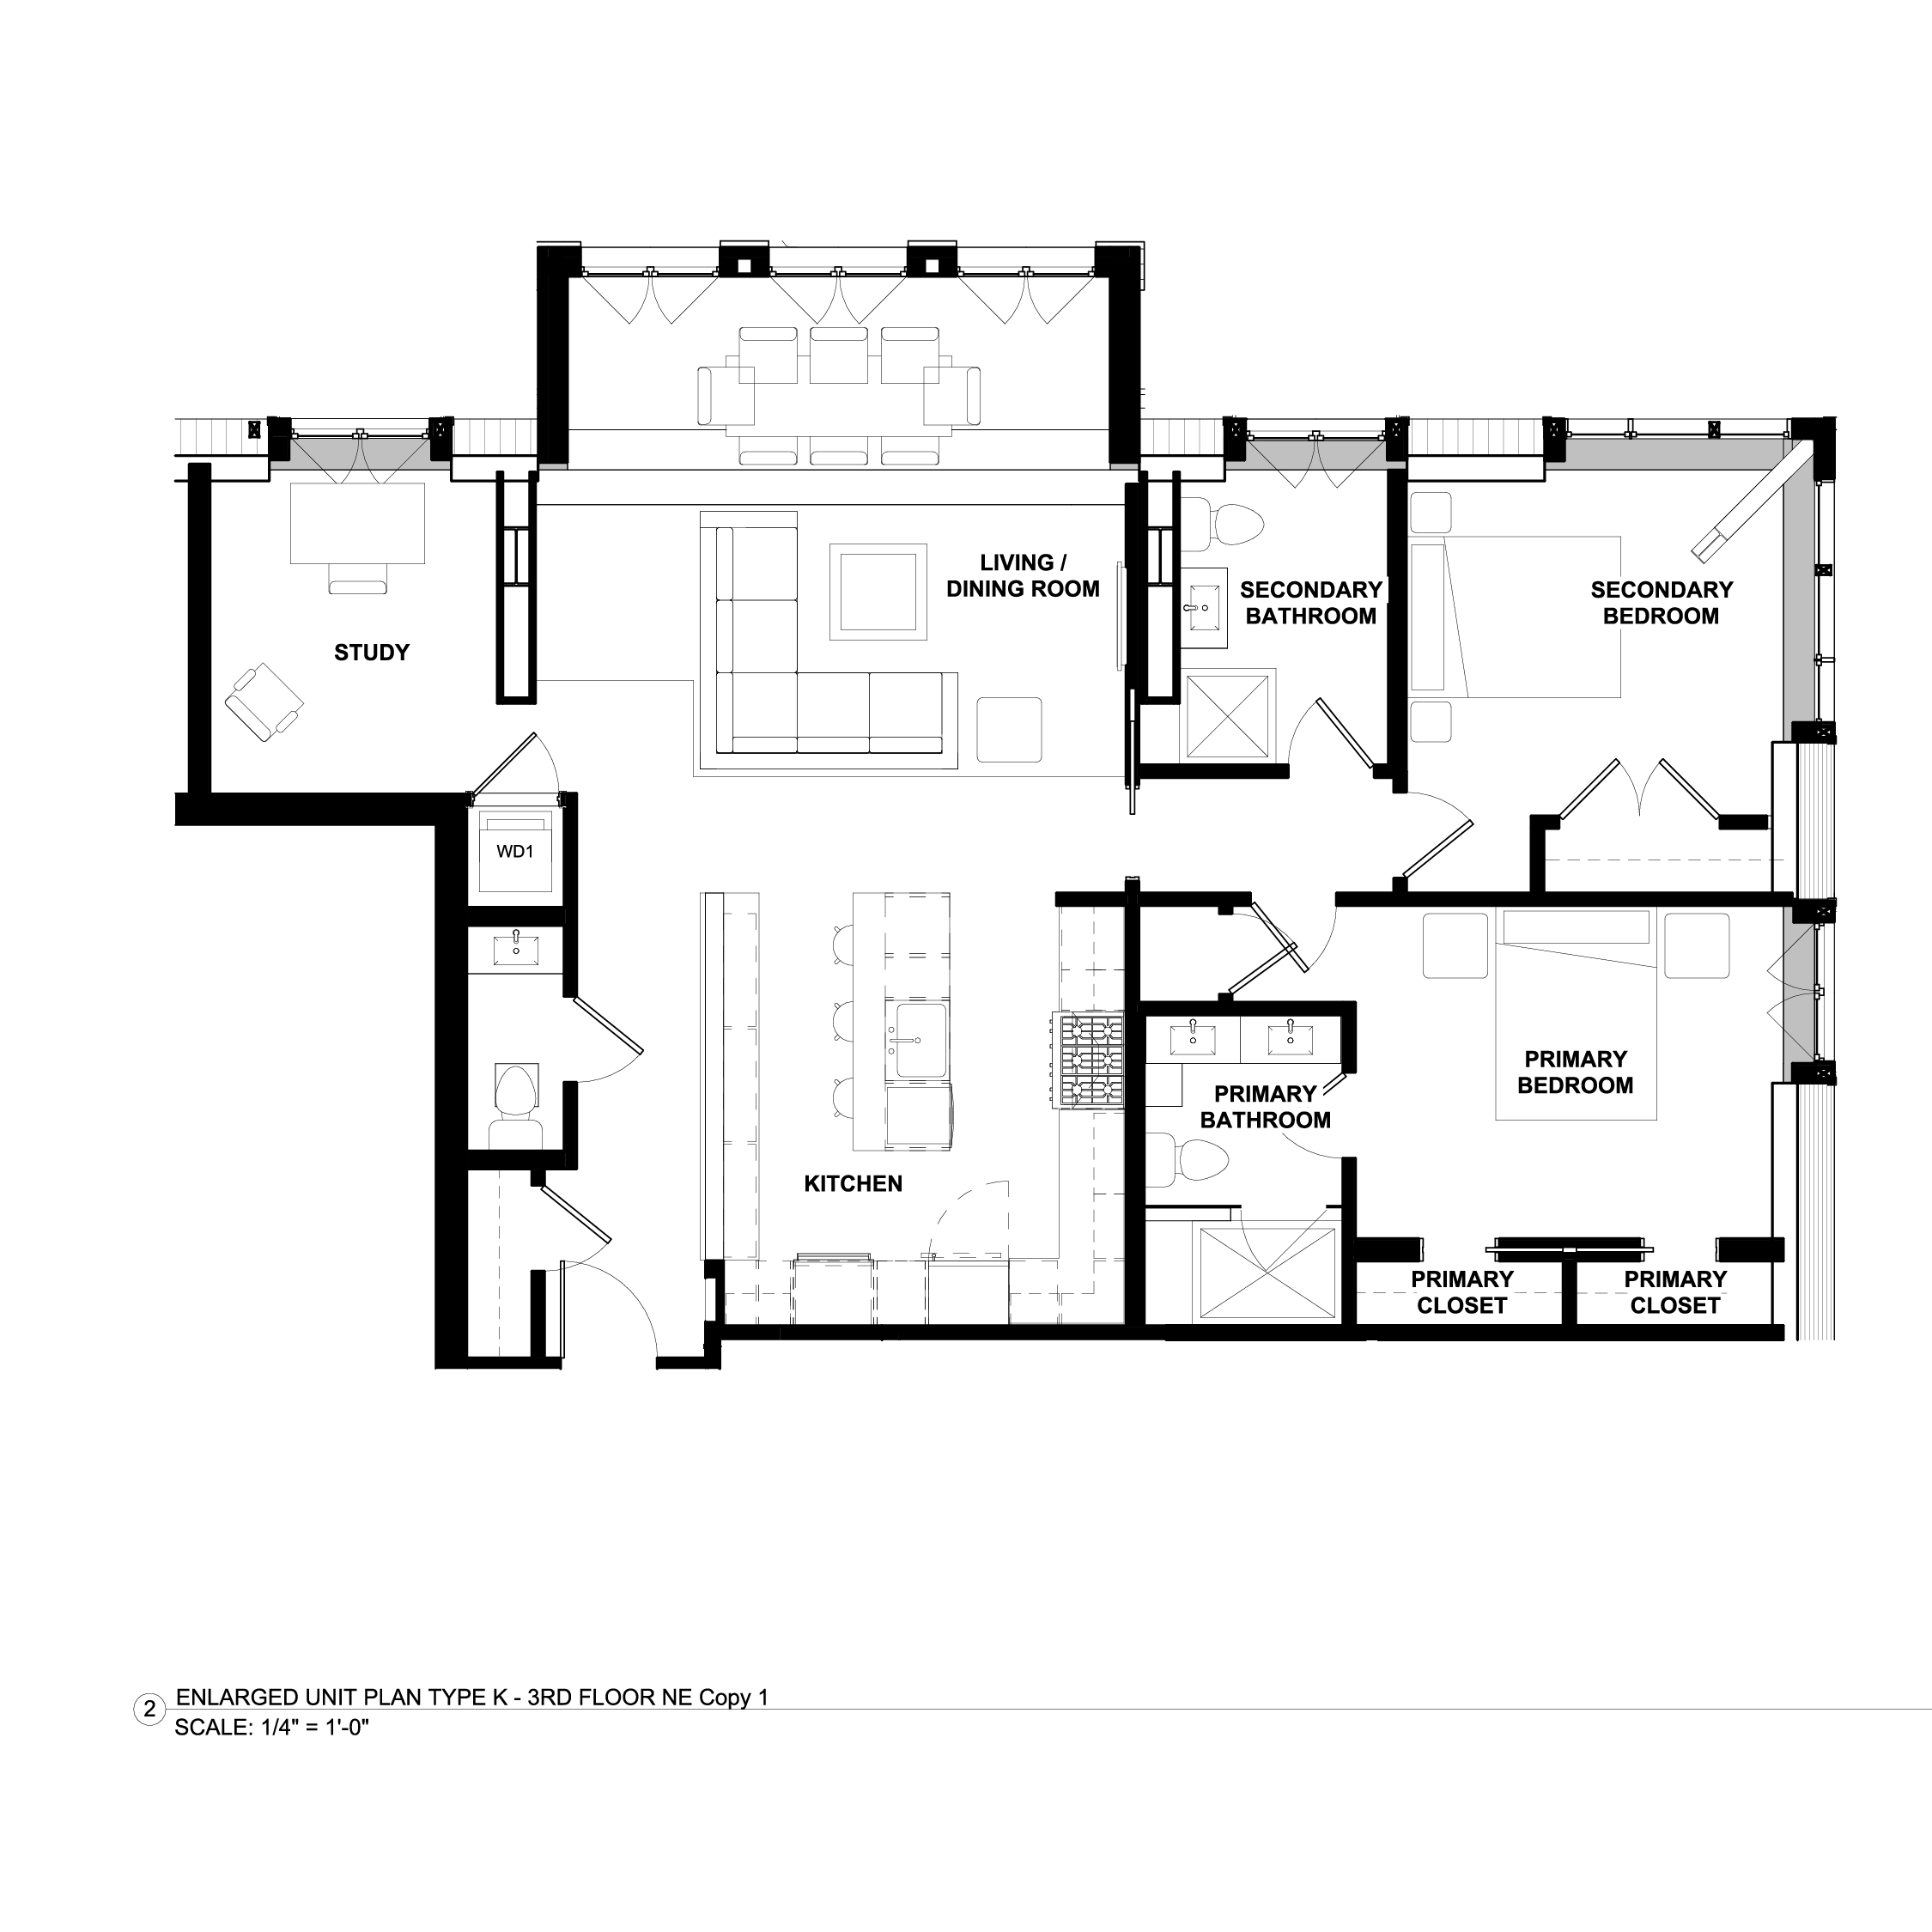 LIVING /
DINING ROOM
SECONDARY
BATHROOM
SECONDARY
BEDROOM
STUDY
WD1
PRIMARY
BEDROOM
PRIMARY
BATHROOM
KITCHEN
PRIMARY
CLOSET
PRIMARY
CLOSET
2
ENLARGED UNIT PLAN TYPE K - 3RD FLOOR NE Copy 1
SCALE: 1/4" = 1'-0"